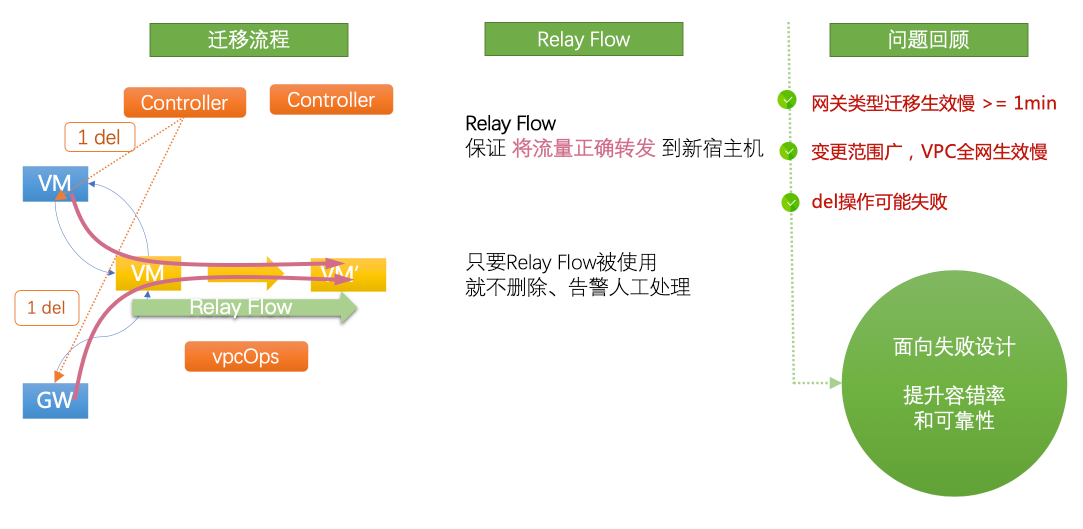 迁移流程
Controller
Controller
1 del
VM
VM
VM'
Relay Flow
1 del
vpcOps
GW
Relay Flow
Relay Flow
保证 将流量正确转发 到新宿主机
只要Relay Flow被使用
就不删除、告警人工处理
问题回顾
网关类型迁移生效慢 >= 1min
变更范围广，VPC全网生效慢
del操作可能失败
面向失败设计
提升容错率
和可靠性